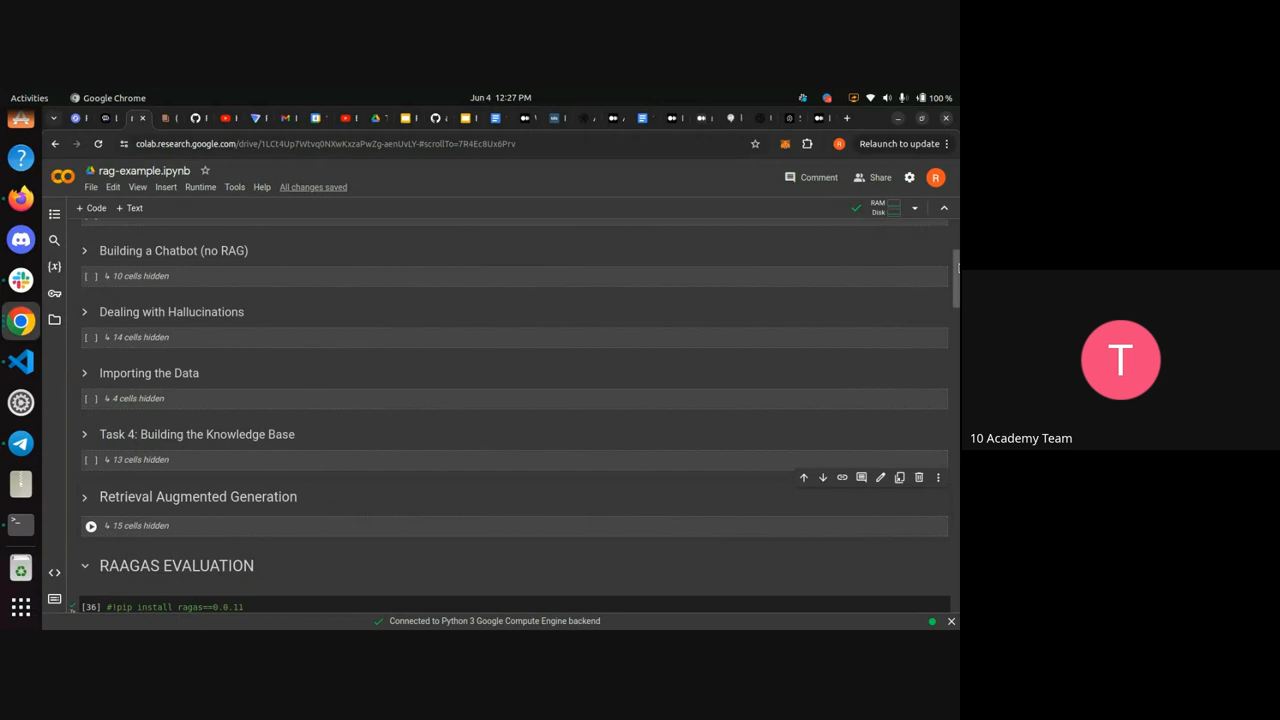 Activities
Google Chrome
Jun 4 12:27 PM
100 %
colab.research.google.com/drive/1LCt4Up7Wtvq0NXwKxzaPwZg-aenUvLY-#scrollTo=7R4Ec8Ux6Prv
Relaunch to update
rag-example.ipynb
R
File Edit View Insert Runtime Tools Help All changes saved
Comment
Share
R
+ Code + Text
RAM
Disk
Building a Chatbot (no RAG)
[ ] ↳ 10 cells hidden
Dealing with Hallucinations
[ ] ↳ 14 cells hidden
Importing the Data
[ ] ↳ 4 cells hidden
Task 4: Building the Knowledge Base
[ ] ↳ 13 cells hidden
Retrieval Augmented Generation
↳ 15 cells hidden
RAAGAS EVALUATION
[36] #!pip install ragas==0.0.11
Connected to Python 3 Google Compute Engine backend
T
10 Academy Team